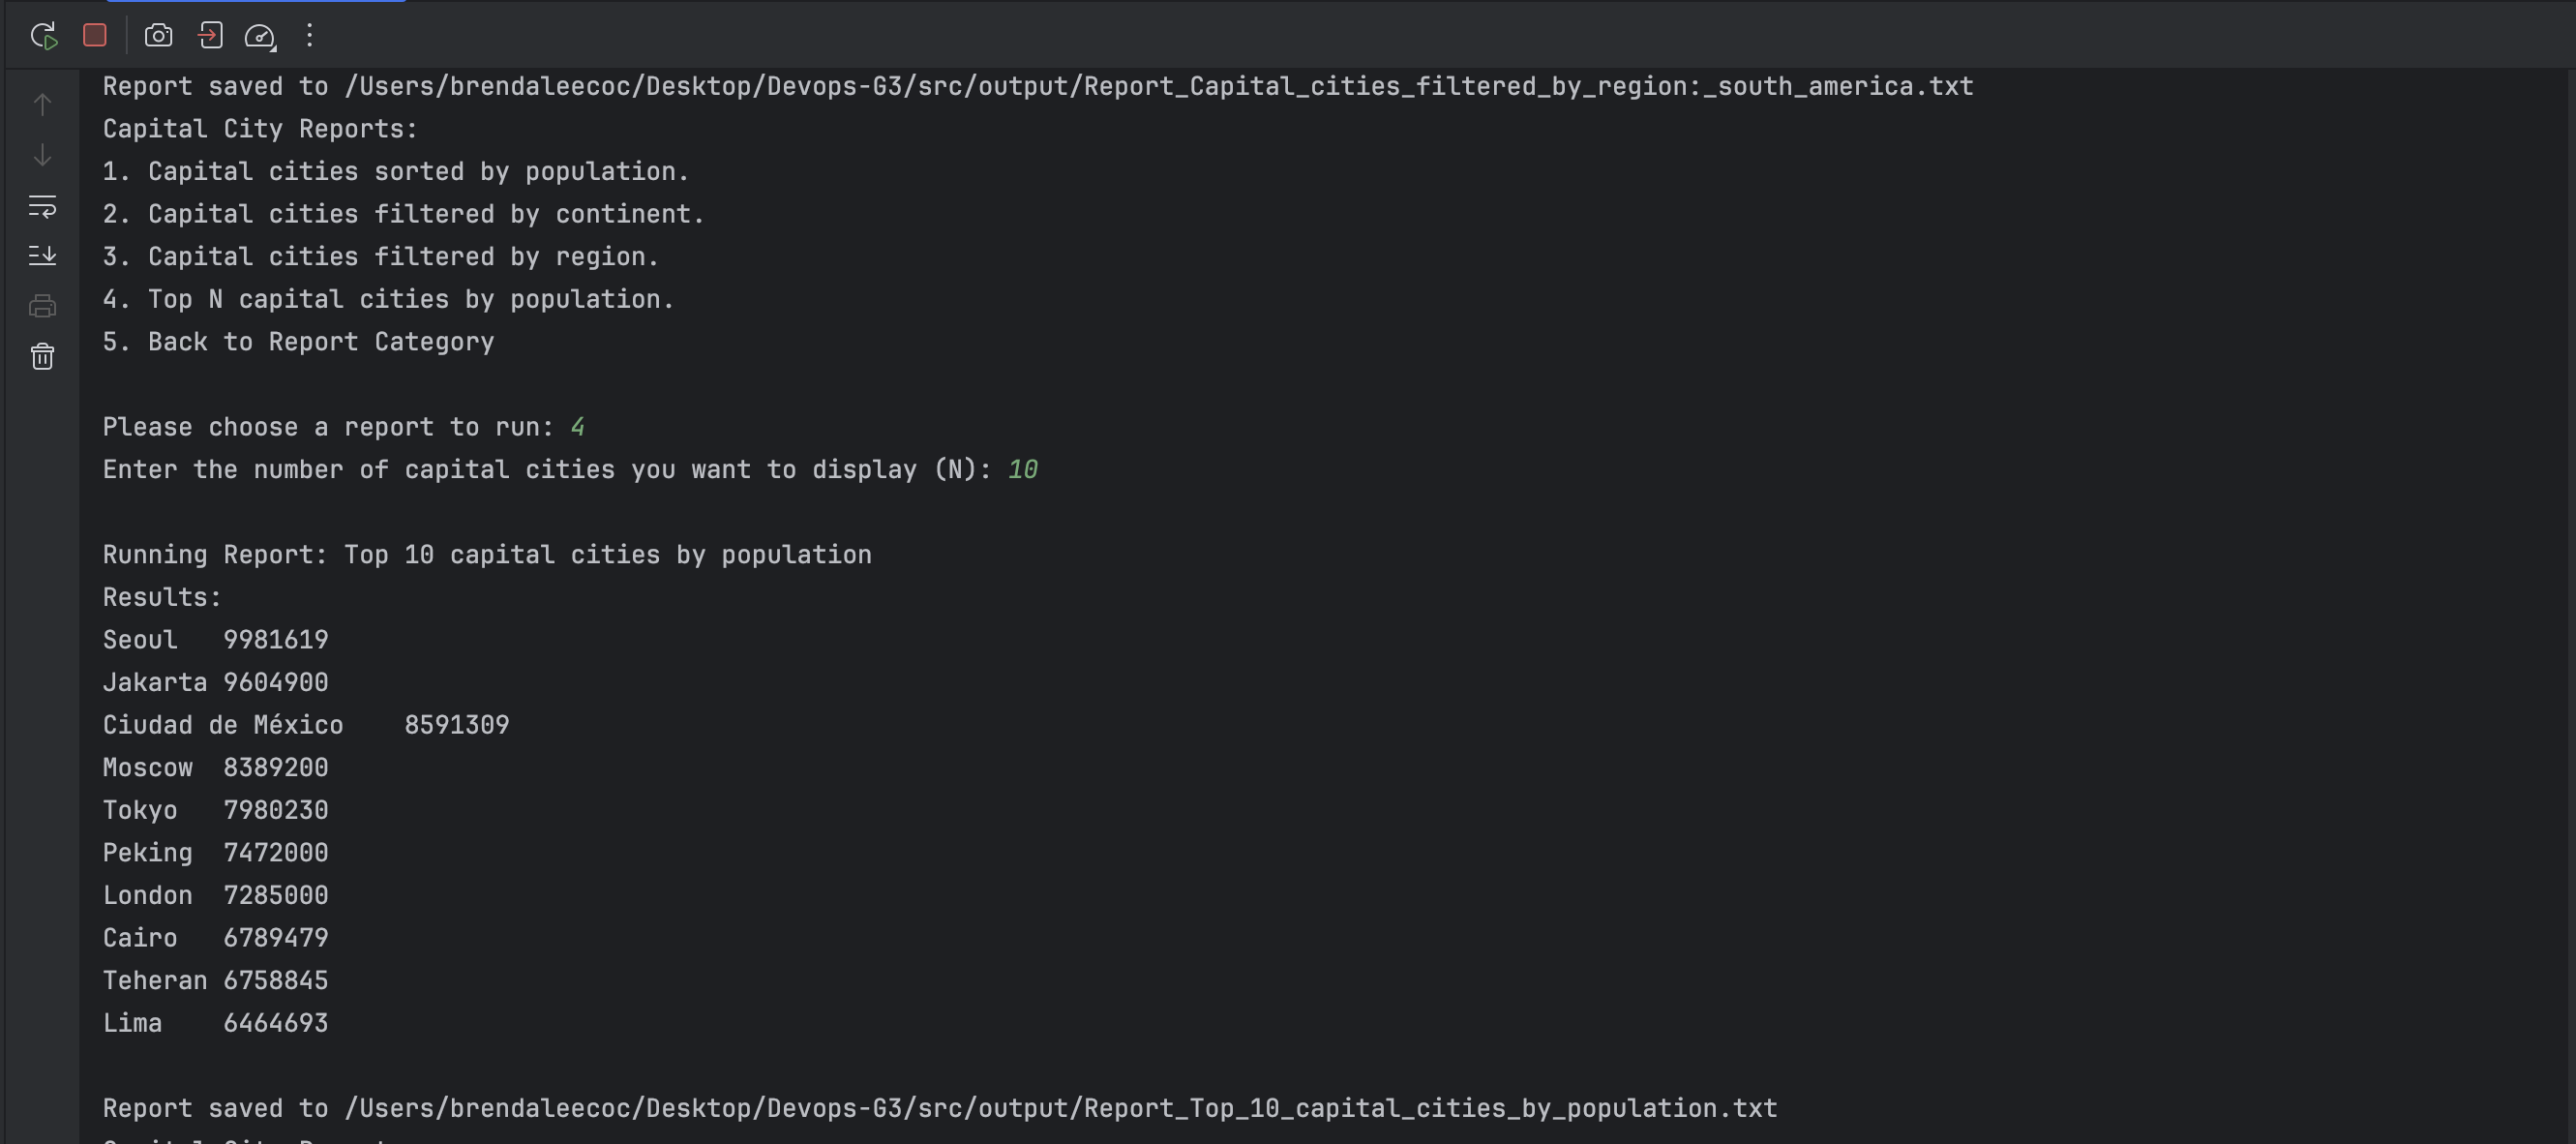 Report saved to /Users/brendaleecoc/Desktop/Devops-G3/src/output/Report_Capital_cities_filtered_by_region:_south_america.txt
Capital City Reports:
1. Capital cities sorted by population.
2. Capital cities filtered by continent.
3. Capital cities filtered by region.
4. Top N capital cities by population.
5. Back to Report Category
Please choose a report to run: 4
Enter the number of capital cities you want to display (N): 10
Running Report: Top 10 capital cities by population
Results:
Seoul   9981619
Jakarta 9604900
Ciudad de México    8591309
Moscow  8389200
Tokyo   7980230
Peking  7472000
London  7285000
Cairo   6789479
Teheran 6758845
Lima    6464693
Report saved to /Users/brendaleecoc/Desktop/Devops-G3/src/output/Report_Top_10_capital_cities_by_population.txt